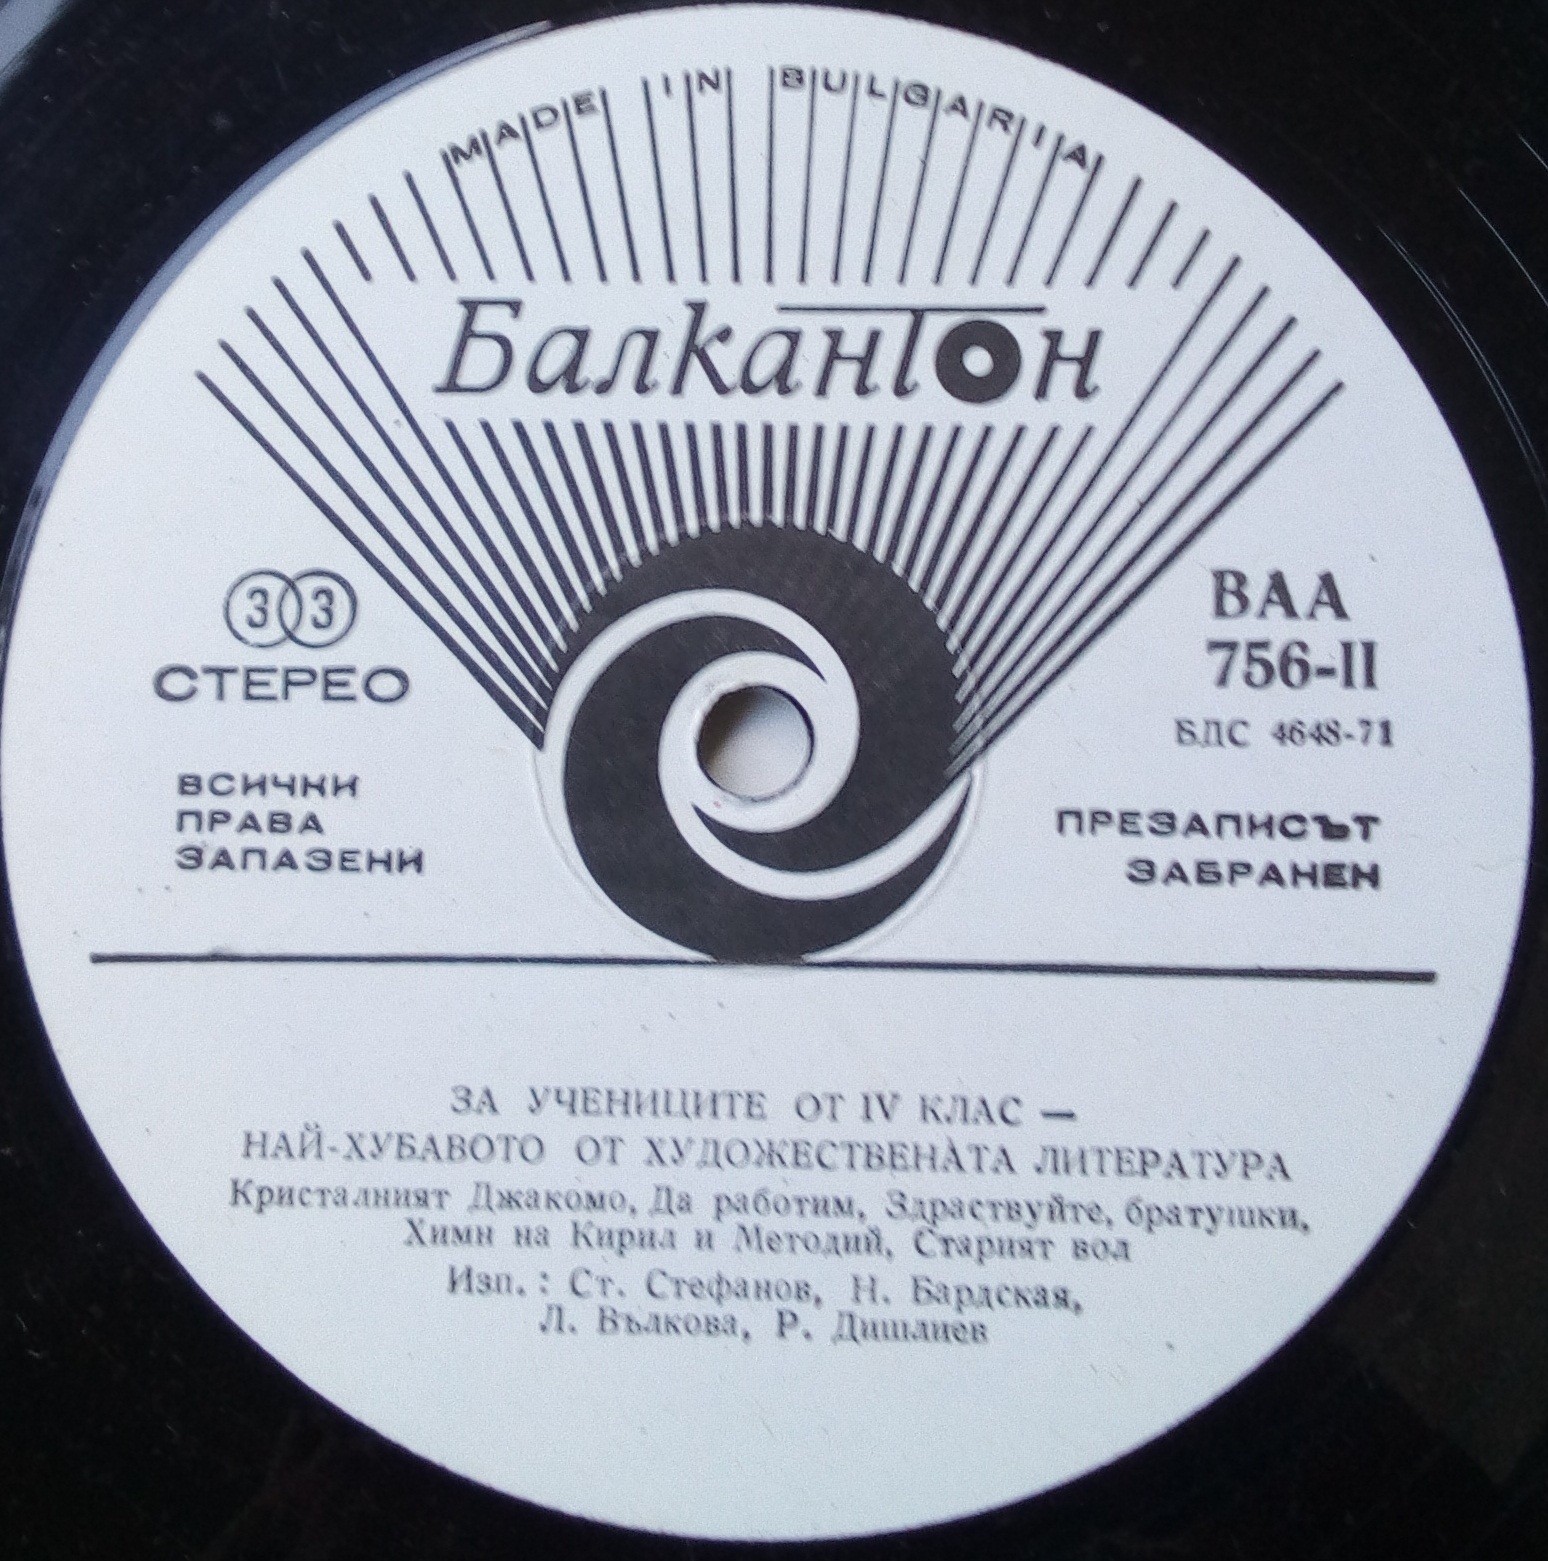 MADE IN BULGARIA
Балкантон
33
СТЕРЕО
ВСИЧКИ
ПРАВА
ЗАПАЗЕНИ
ВАА
756-II
БДС 4648-71
ПРЕЗАПИСЪТ
ЗАБРАНЕН
ЗА УЧЕНИЦИТЕ ОТ IV КЛАС —
НАЙ-ХУБАВОТО ОТ ХУДОЖЕСТВЕНАТА ЛИТЕРАТУРА
Кристалният Джакомо, Да работим, Здраствуйте, братушки,
Химн на Кирил и Методий, Старият вол
Изп. : Ст. Стефанов, Н. Бардская,
Л. Вълкова, Р. Дишлиев